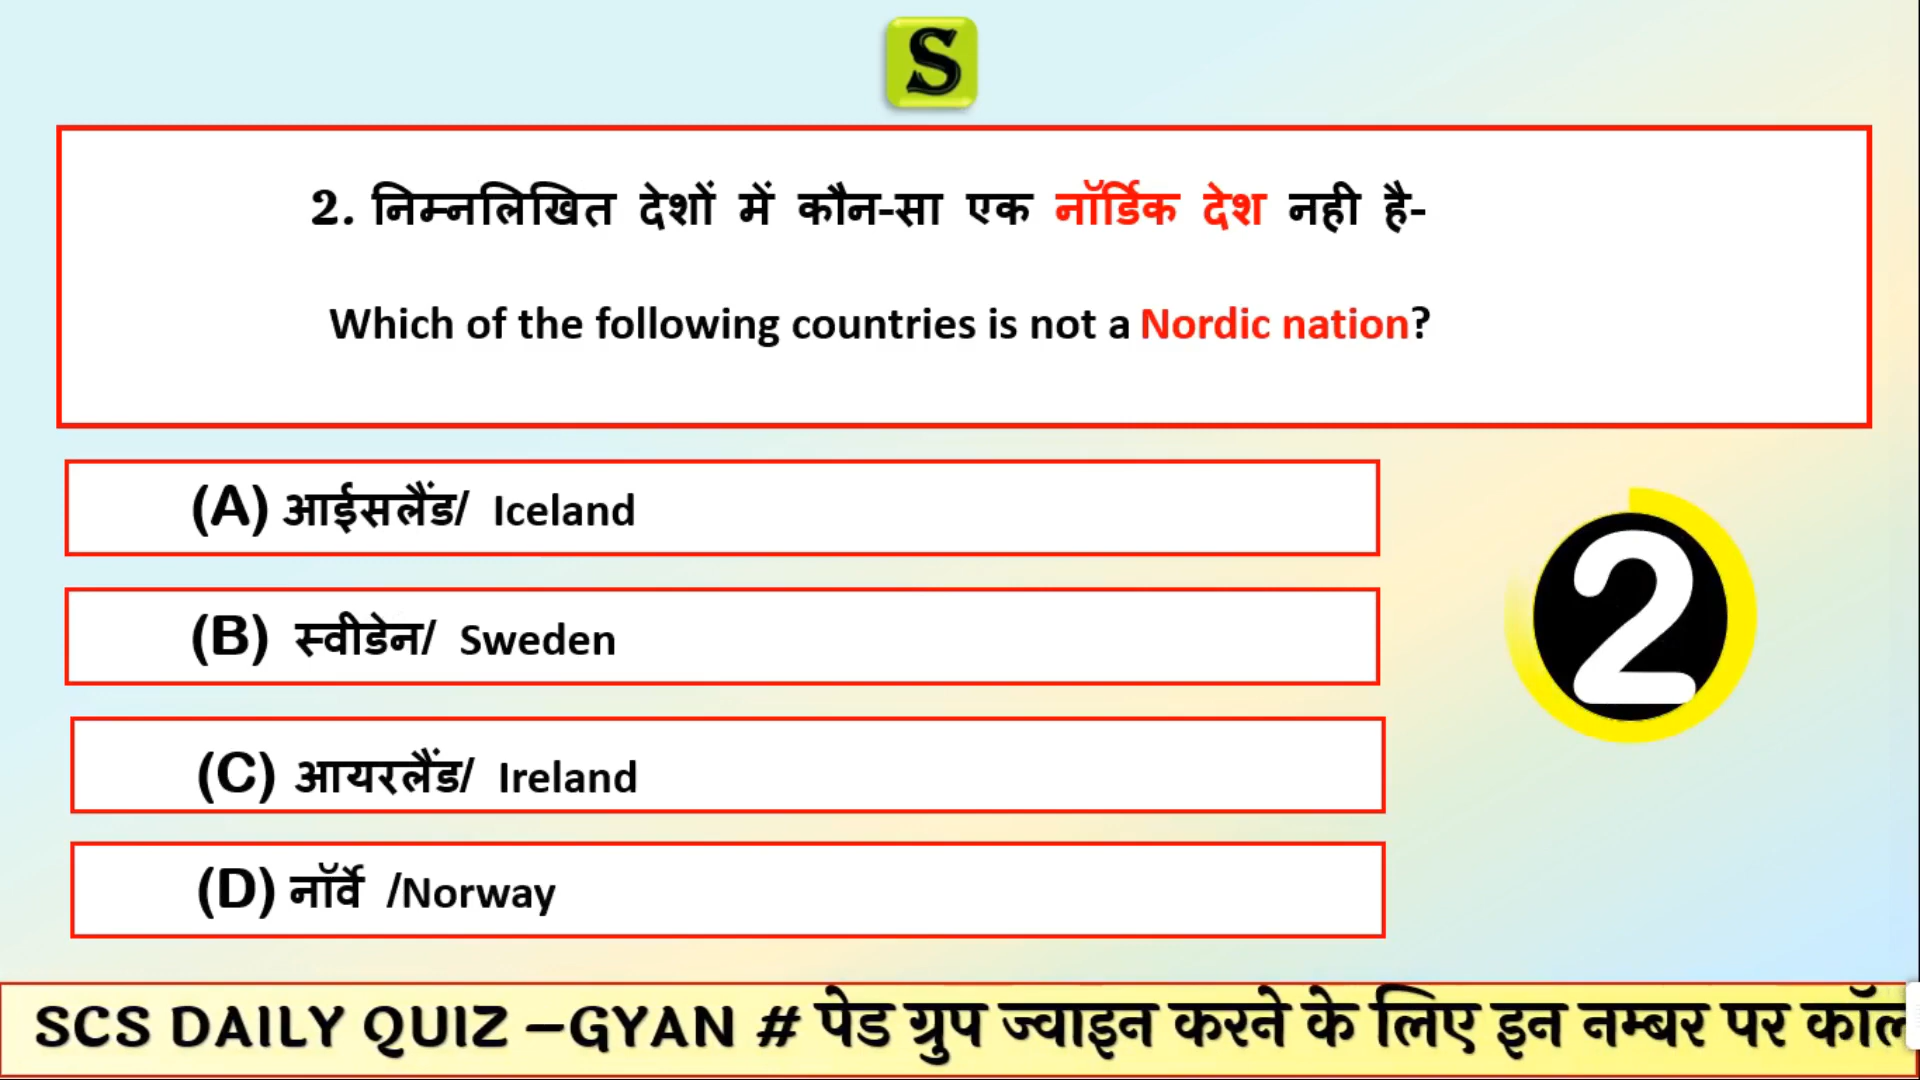 S
2. निम्नलिखित देशों में कौन-सा एक नॉर्डिक देश नही है-
Which of the following countries is not a Nordic nation?
(A) आईसलैंड/ Iceland
(B) स्वीडेन/ Sweden
2
(C) आयरलैंड/ Ireland
(D) नॉर्वे /Norway
SCS DAILY QUIZ –GYAN # पेड ग्रुप ज्वाइन करने के लिए इन नम्बर पर कॉल